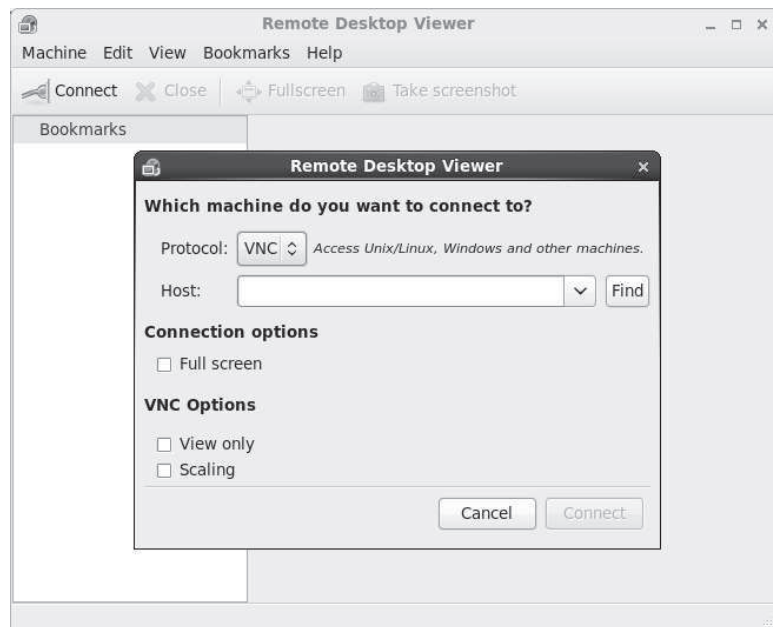 Remote Desktop Viewer
Machine Edit View Bookmarks Help
Connect Close Fullscreen Take screenshot
Bookmarks
Remote Desktop Viewer
Which machine do you want to connect to?
Protocol: VNC Access Unix/Linux, Windows and other machines.
Host: Find
Connection options
Full screen
VNC Options
View only
Scaling
Cancel Connect